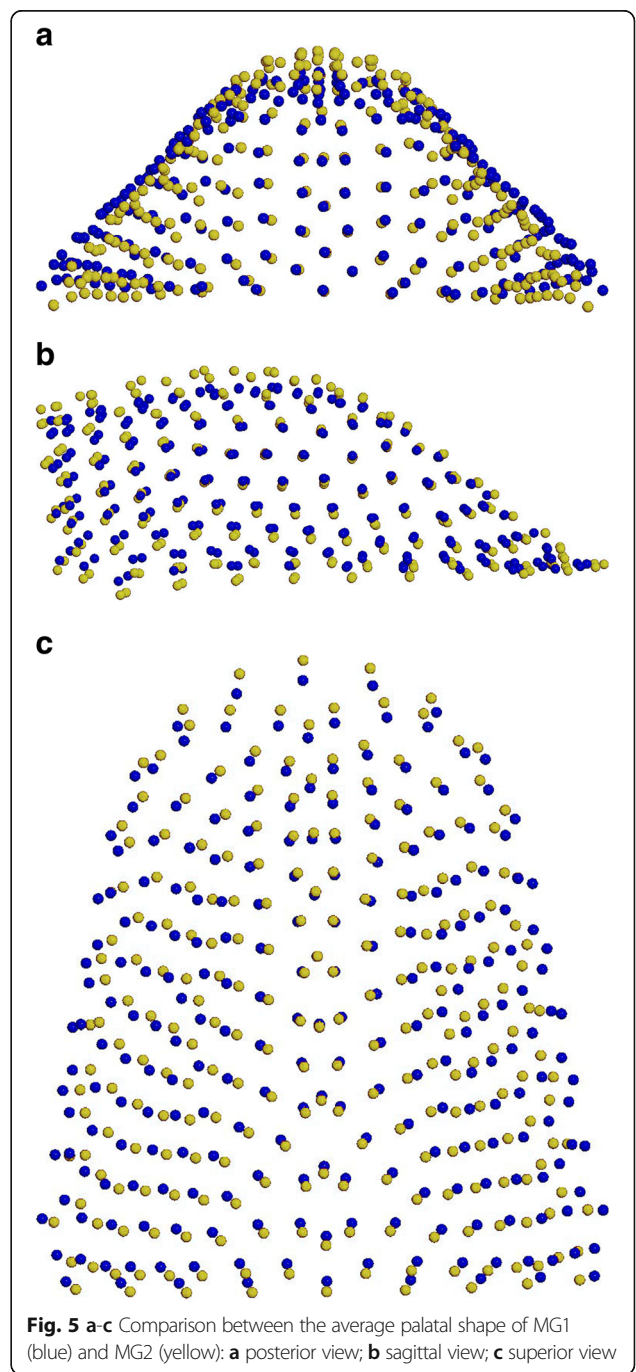 a
b
c
Fig. 5 a-c Comparison between the average palatal shape of MG1
(blue) and MG2 (yellow): a posterior view; b sagittal view; c superior view